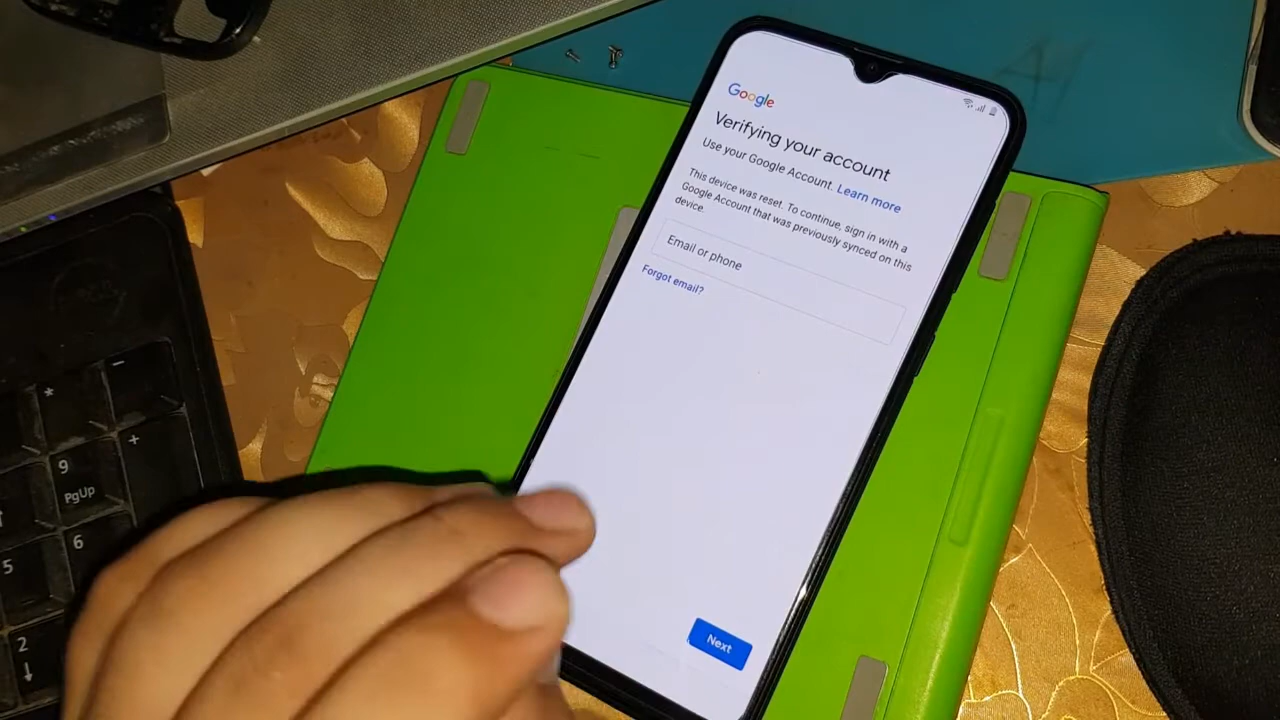 Google
Verifying your account
Use your Google Account. Learn more
This device was reset. To continue, sign in with a
Google Account that was previously synced on this
device.
Email or phone
Forgot email?
Next
*
-
+
9
PgUp
5
6
2